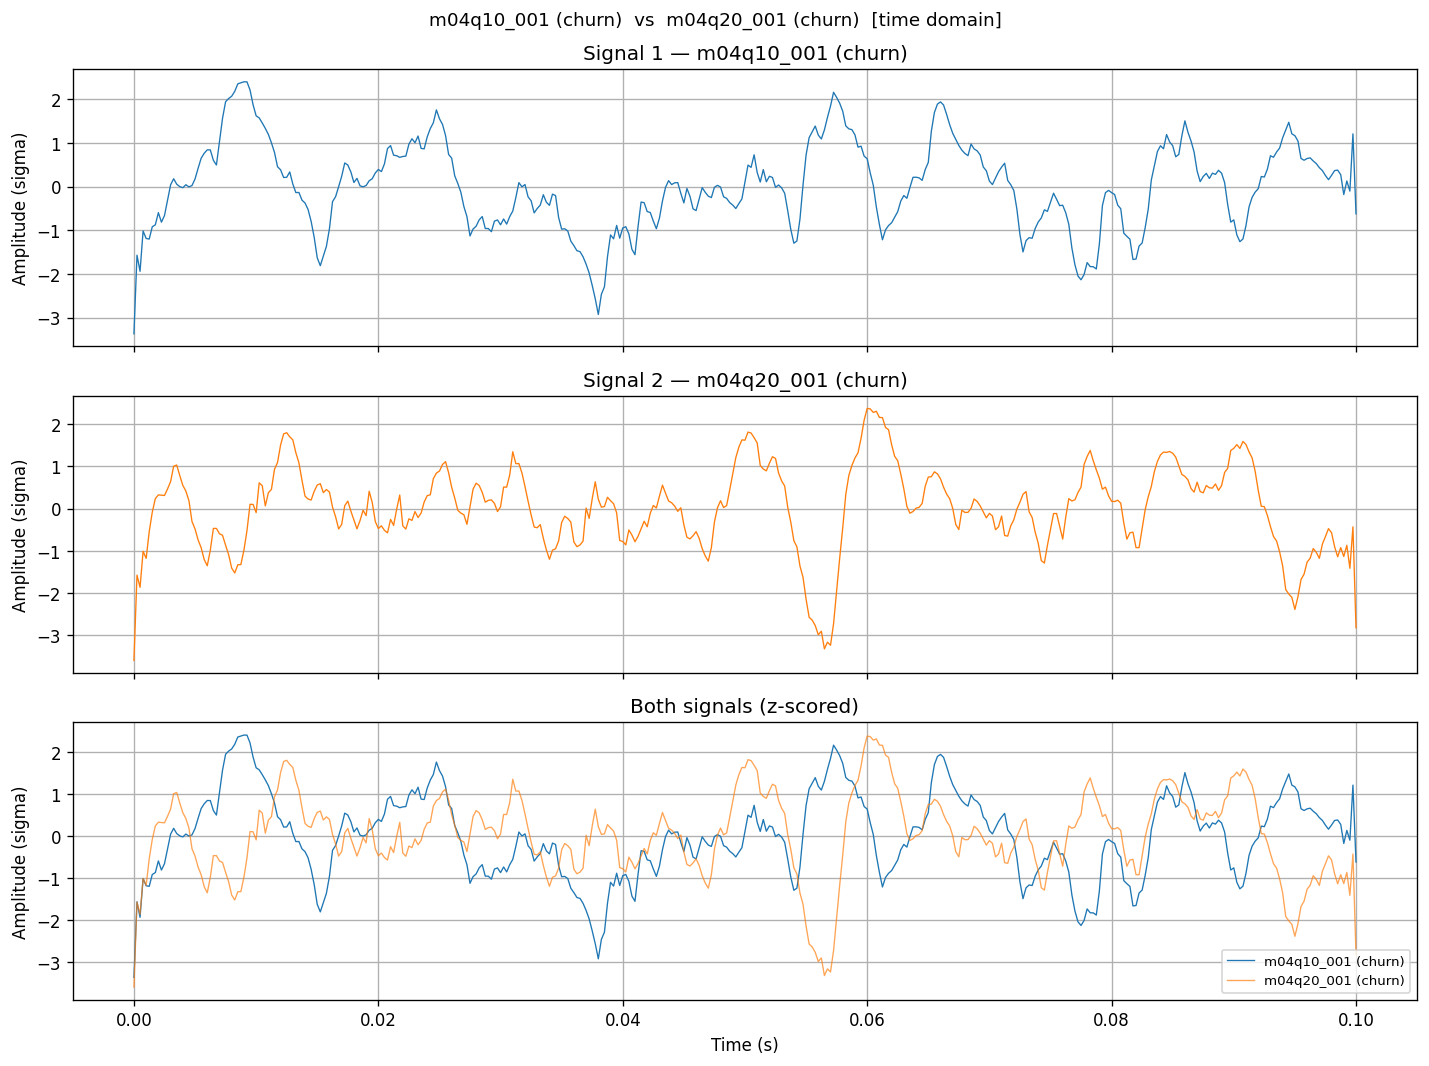 m04q10_001 (churn)  vs  m04q20_001 (churn)  [time domain]
Signal 1 — m04q10_001 (churn)
Amplitude (sigma)
2
1
0
−1
−2
−3
Signal 2 — m04q20_001 (churn)
Amplitude (sigma)
2
1
0
−1
−2
−3
Both signals (z-scored)
Amplitude (sigma)
2
1
0
−1
−2
−3
m04q10_001 (churn)
m04q20_001 (churn)
0.00 0.02 0.04 0.06 0.08 0.10
Time (s)